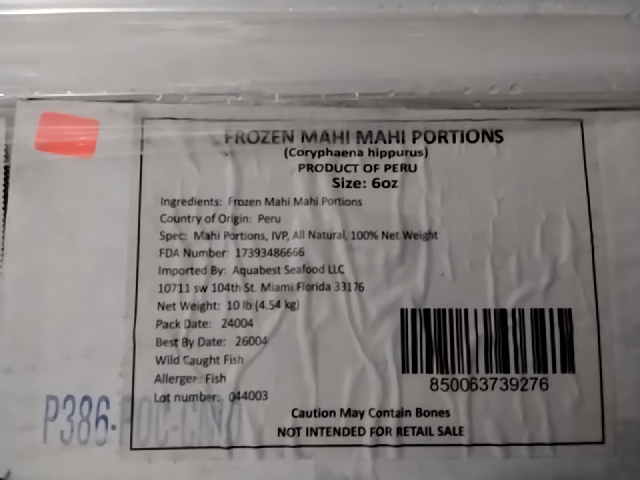 FROZEN MAHI MAHI PORTIONS
(Coryphaena hippurus)
PRODUCT OF PERU
Size: 6oz
Ingredients: Frozen Mahi Mahi Portions
Country of Origin: Peru
Spec: Mahi Portions, IVP, All Natural, 100% Net Weight
FDA Number: 17393486666
Imported By: Aquabest Seafood LLC
10711 sw 104th St. Miami Florida 33176
Net Weight: 10 lb (4.54 kg)
Pack Date: 24004
Best By Date: 26004
Wild Caught Fish
Allerger: Fish
Lot number: 044003
850063739276
Caution May Contain Bones
NOT INTENDED FOR RETAIL SALE